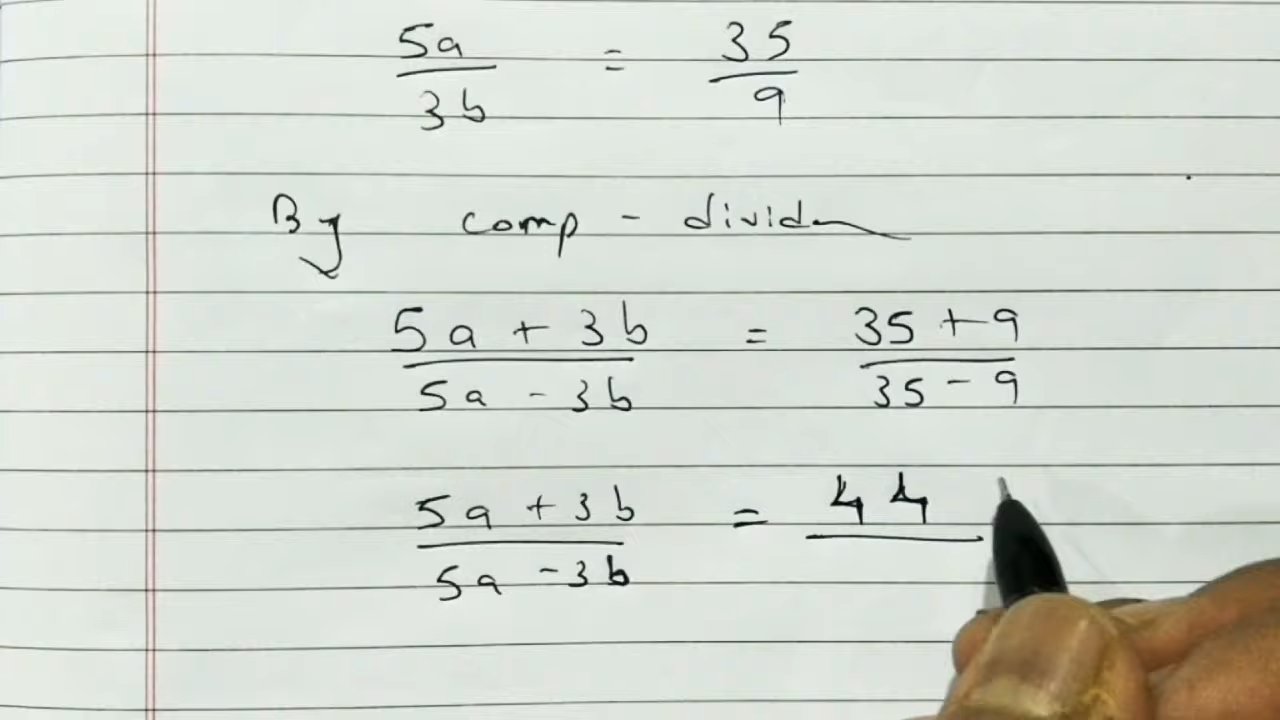 5a/3b = 35/9
By comp - dividen
5a + 3b/5a - 3b = 35 + 9/35 - 9
5a + 3b/5a - 3b = 44/